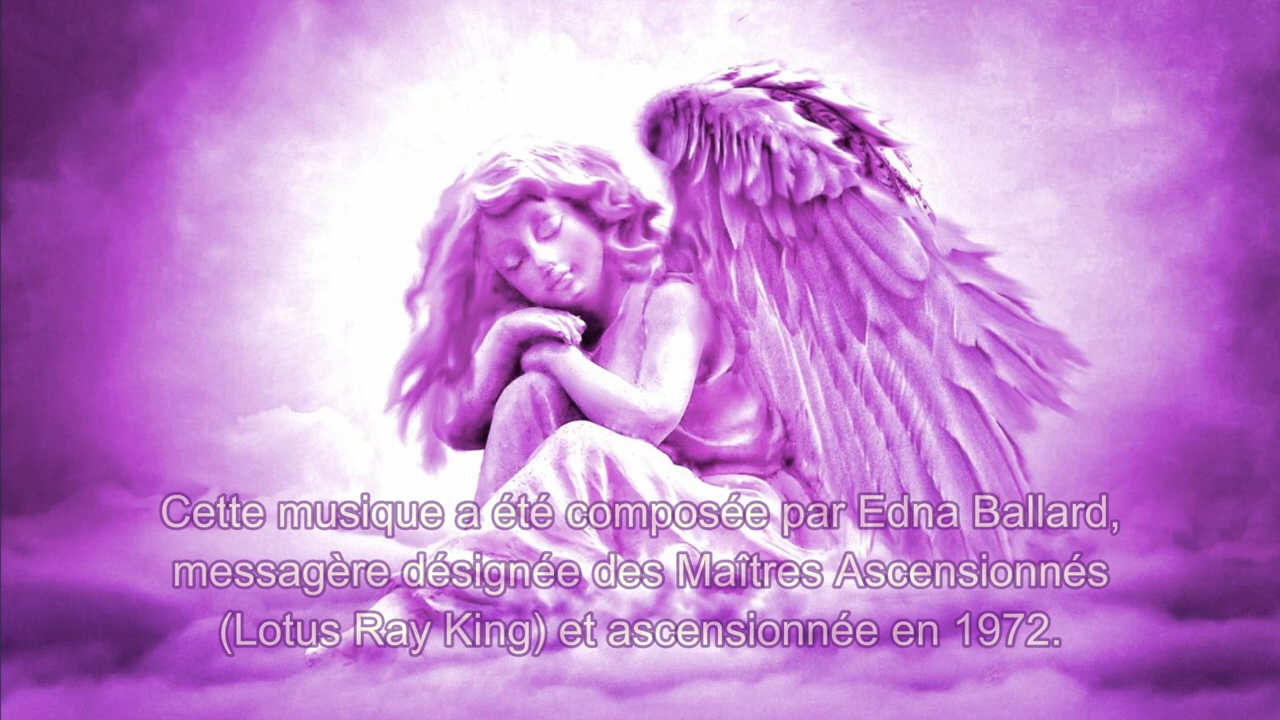 Cette musique a été composée par Edna Ballard,
messagère désignée des Maîtres Ascensionnés
(Lotus Ray King) et ascensionnée en 1972.